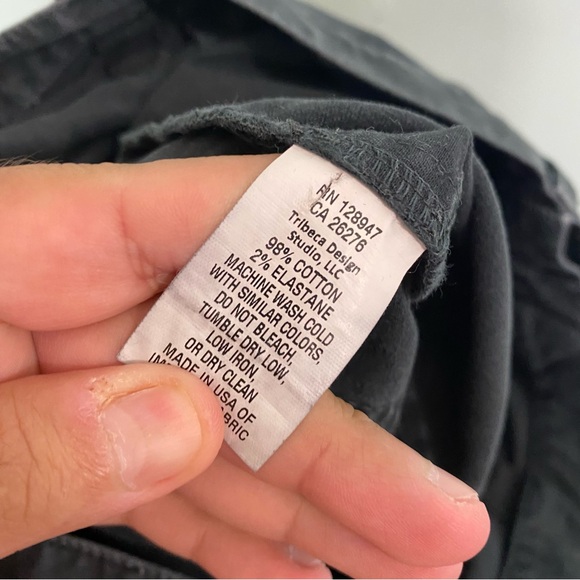 RN 128947
CA 26276
Tribeca Design
Studio, LLC
98% COTTON
2% ELASTANE
MACHINE WASH COLD
WITH SIMILAR COLORS,
DO NOT BLEACH,
TUMBLE DRY LOW,
LOW IRON,
OR DRY CLEAN
MADE IN USA OF